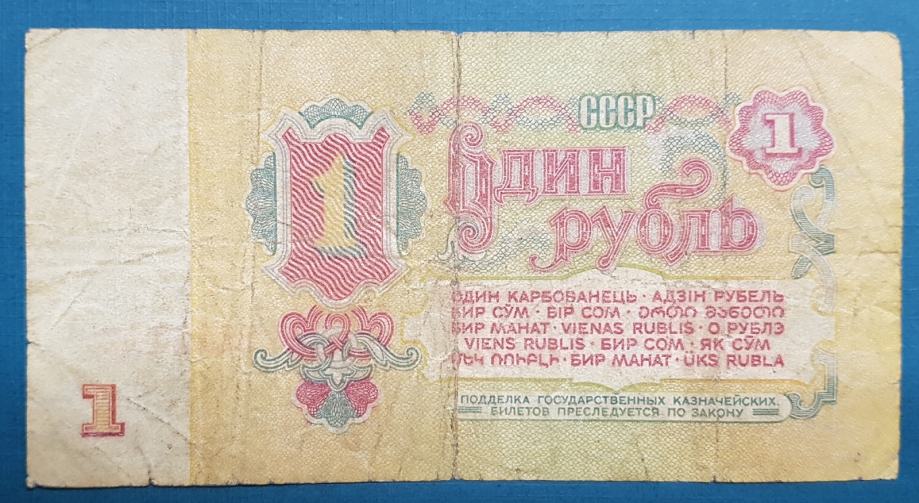 СССР
1
1
Один
рубль
ОДИН КАРБОВАНЕЦЬ · АДЗІН РУБЕЛЬ
БИР СЎМ · БІР СОМ · ᲔᲠᲗᲘ ᲛᲐᲜᲔᲗᲘ
БИР МАНАТ · VIENAS RUBLIS · О РУБЛЭ
VIENS RUBLIS · БИР СОМ · ЯК СЎМ
ՄԵԿ ՌՈՒԲԼԻ · БИР МАНАТ · ÜKS RUBLA
ПОДДЕЛКА ГОСУДАРСТВЕННЫХ КАЗНАЧЕЙСКИХ
БИЛЕТОВ ПРЕСЛЕДУЕТСЯ ПО ЗАКОНУ
1